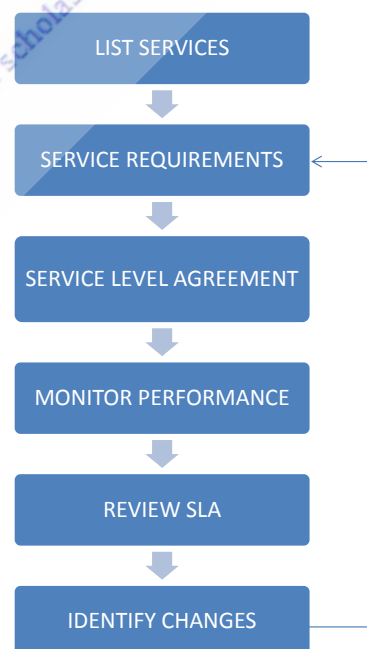 LIST SERVICES
SERVICE REQUIREMENTS
SERVICE LEVEL AGREEMENT
MONITOR PERFORMANCE
REVIEW SLA
IDENTIFY CHANGES